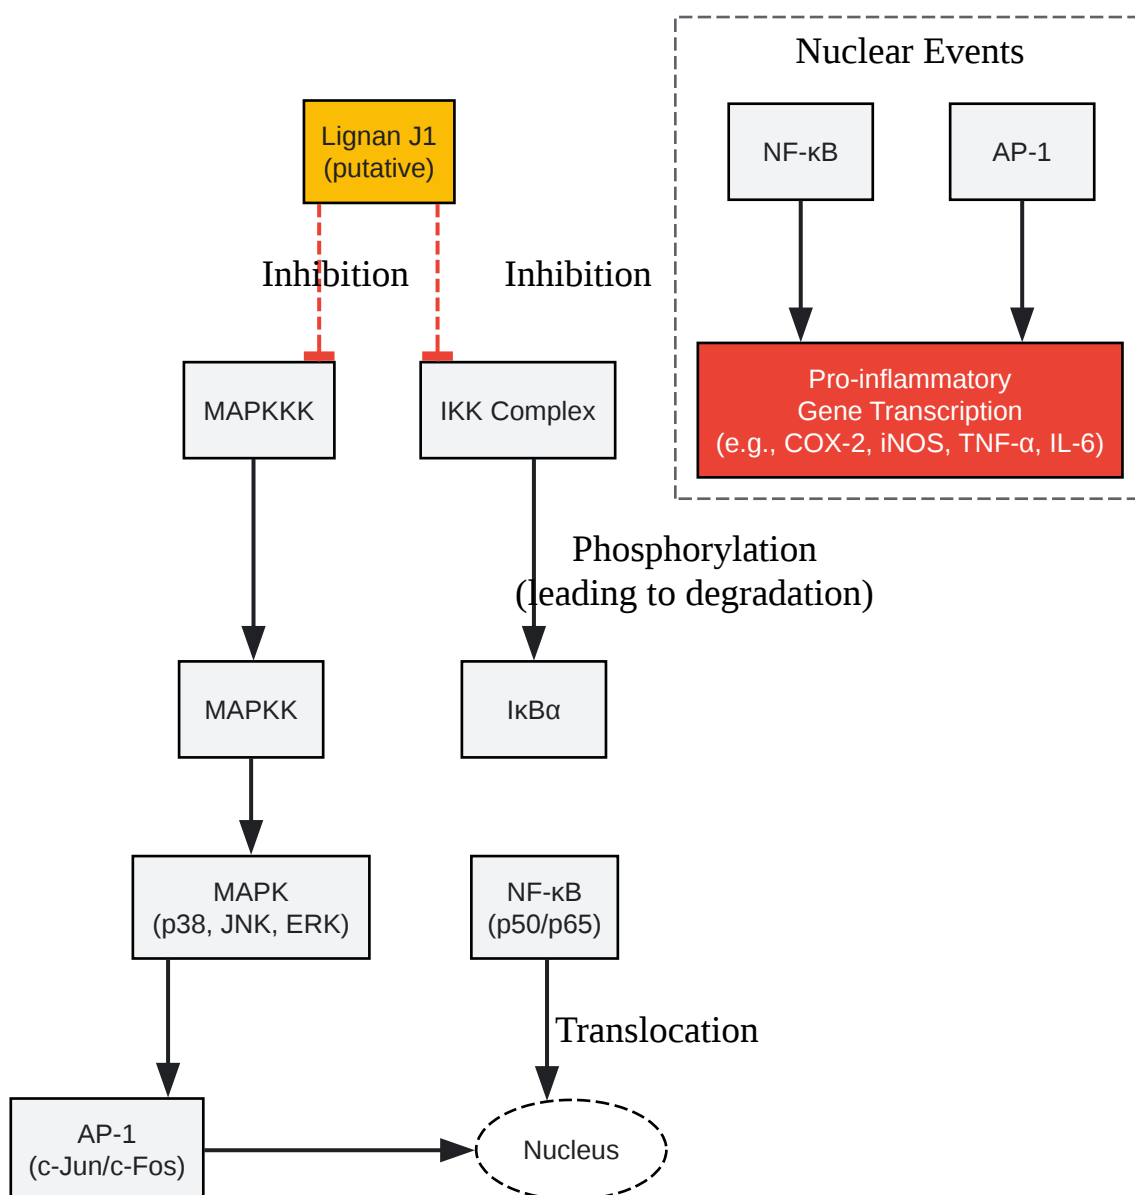 Nuclear Events
Lignan J1
(putative)
NF-κB
AP-1
Inhibition
Inhibition
MAPKKK
IKK Complex
Pro-inflammatory
Gene Transcription
(e.g., COX-2, iNOS, TNF-α, IL-6)
Phosphorylation
(leading to degradation)
MAPKK
IκBα
MAPK
(p38, JNK, ERK)
NF-κB
(p50/p65)
Translocation
AP-1
(c-Jun/c-Fos)
Nucleus